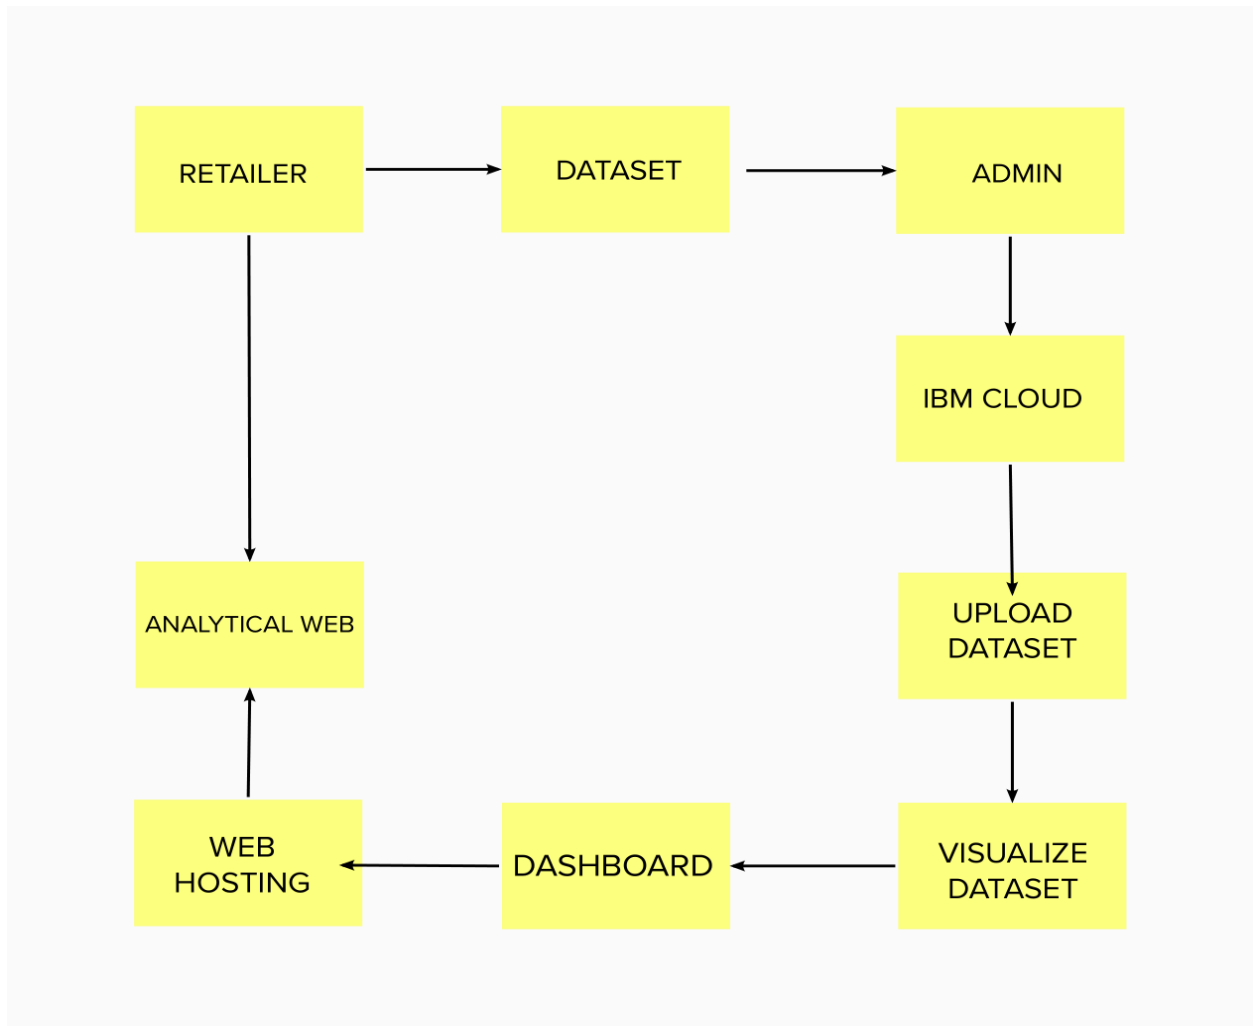 RETAILER
DATASET
ADMIN
IBM CLOUD
UPLOAD
DATASET
ANALYTICAL WEB
WEB
HOSTING
DASHBOARD
VISUALIZE
DATASET